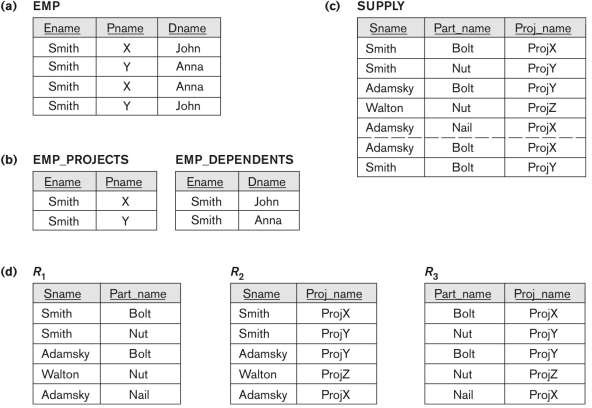 (a) EMP
Ename Pname Dname
Smith X John
Smith Y Anna
Smith X Anna
Smith Y John
(b) EMP_PROJECTS
Ename Pname
Smith X
Smith Y
EMP_DEPENDENTS
Ename Dname
Smith John
Smith Anna
(c) SUPPLY
Sname Part_name Proj_name
Smith Bolt ProjX
Smith Nut ProjY
Adamsky Bolt ProjY
Walton Nut ProjZ
Adamsky Nail ProjX
Adamsky Bolt ProjX
Smith Bolt ProjY
(d) R1
Sname Part_name
Smith Bolt
Smith Nut
Adamsky Bolt
Walton Nut
Adamsky Nail
R2
Sname Proj_name
Smith ProjX
Smith ProjY
Adamsky ProjY
Walton ProjZ
Adamsky ProjX
R3
Part_name Proj_name
Bolt ProjX
Nut ProjY
Bolt ProjY
Nut ProjZ
Nail ProjX